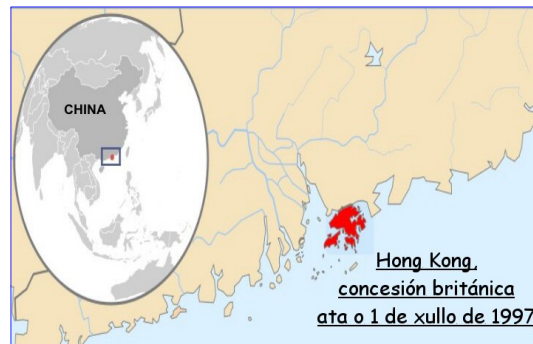 CHINA
Hong Kong,
concesión británica
ata o 1 de xullo de 1997